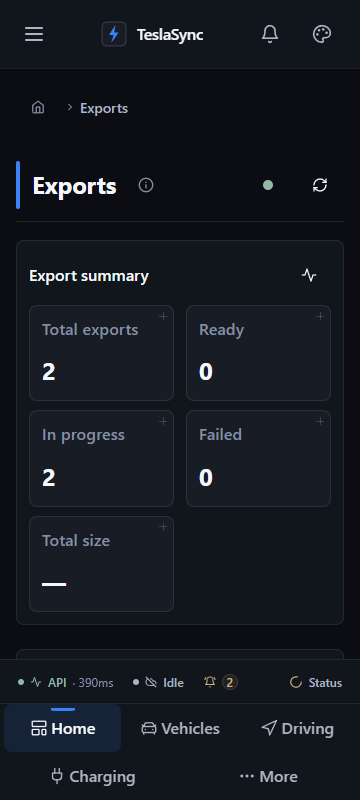 TeslaSync
Exports
Exports
Export summary
Total exports
2
Ready
0
In progress
2
Failed
0
Total size
—
API · 390ms
Idle
2
Status
Home
Vehicles
Driving
Charging
More